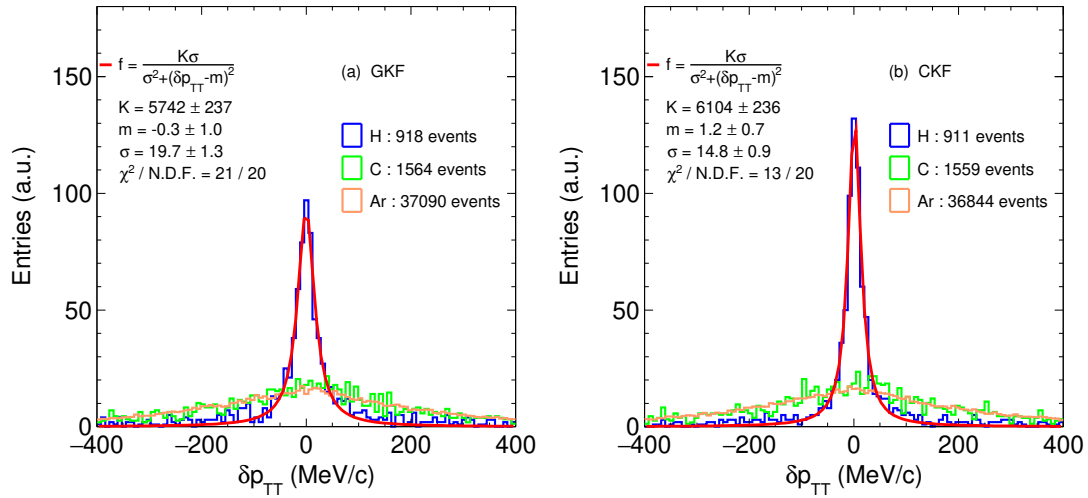 f = Kσ / σ²+(δp_TT-m)²
(a) GKF
K = 5742 ± 237
m = -0.3 ± 1.0
σ = 19.7 ± 1.3
χ² / N.D.F. = 21 / 20
H : 918 events
C : 1564 events
Ar : 37090 events
Entries (a.u.)
150
100
50
0
−400 −200 0 200 400
δp_TT (MeV/c)
f = Kσ / σ²+(δp_TT-m)²
(b) CKF
K = 6104 ± 236
m = 1.2 ± 0.7
σ = 14.8 ± 0.9
χ² / N.D.F. = 13 / 20
H : 911 events
C : 1559 events
Ar : 36844 events
Entries (a.u.)
150
100
50
0
−400 −200 0 200 400
δp_TT (MeV/c)